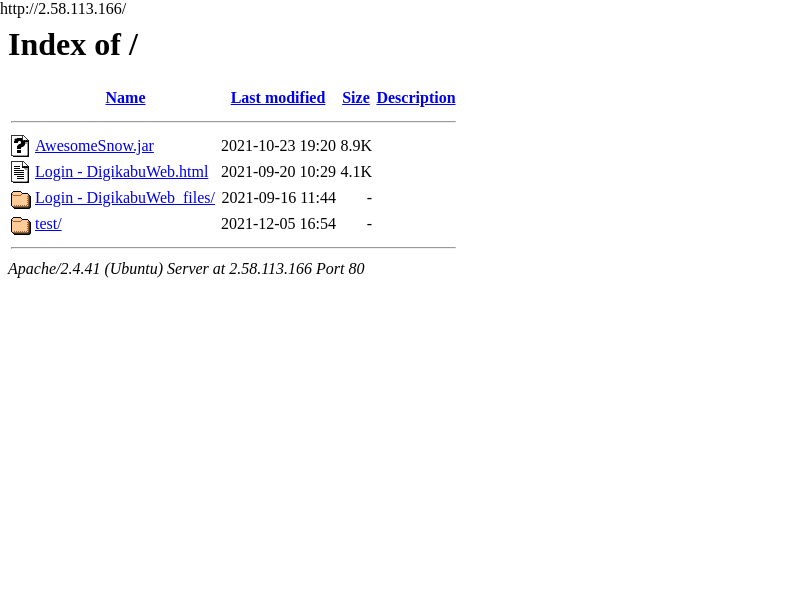 http://2.58.113.166/
Index of /
Name Last modified Size Description
AwesomeSnow.jar 2021-10-23 19:20 8.9K
Login - DigikabuWeb.html 2021-09-20 10:29 4.1K
Login - DigikabuWeb_files/ 2021-09-16 11:44 -
test/ 2021-12-05 16:54 -
Apache/2.4.41 (Ubuntu) Server at 2.58.113.166 Port 80